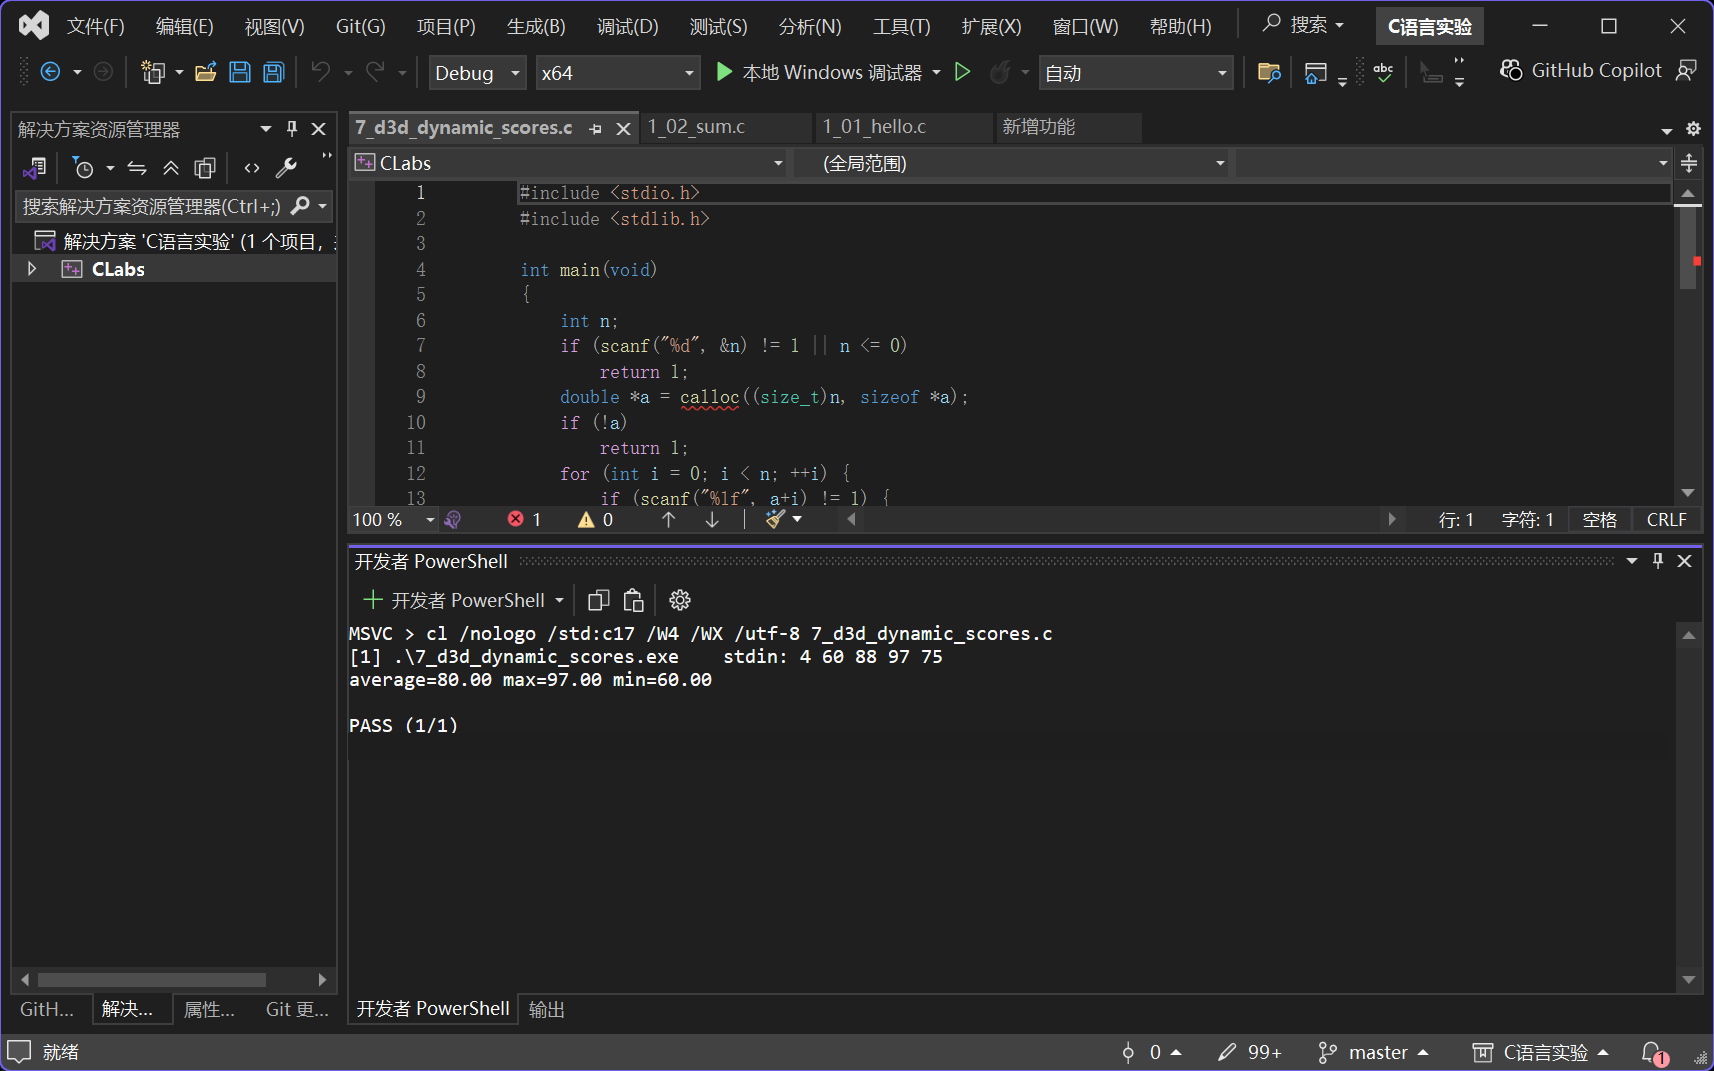 文件(F) 编辑(E) 视图(V) Git(G) 项目(P) 生成(B) 调试(D) 测试(S) 分析(N) 工具(T) 扩展(X) 窗口(W) 帮助(H) 搜索 C语言实验
Debug x64 本地 Windows 调试器 自动 GitHub Copilot
解决方案资源管理器
搜索解决方案资源管理器(Ctrl+;)
解决方案 'C语言实验' (1 个项目，
CLabs
7_d3d_dynamic_scores.c 1_02_sum.c 1_01_hello.c 新增功能
CLabs (全局范围)
1 #include <stdio.h>
2 #include <stdlib.h>
3
4 int main(void)
5 {
6 int n;
7 if (scanf("%d", &n) != 1 || n <= 0)
8 return 1;
9 double *a = calloc((size_t)n, sizeof *a);
10 if (!a)
11 return 1;
12 for (int i = 0; i < n; ++i) {
13 if (scanf("%lf", a+i) != 1) {
100 % 1 0 行: 1 字符: 1 空格 CRLF
开发者 PowerShell
开发者 PowerShell
MSVC > cl /nologo /std:c17 /W4 /WX /utf-8 7_d3d_dynamic_scores.c
[1] .\7_d3d_dynamic_scores.exe stdin: 4 60 88 97 75
average=80.00 max=97.00 min=60.00
PASS (1/1)
GitH... 解决... 属性... Git 更...
开发者 PowerShell 输出
就绪 0 99+ master C语言实验 1